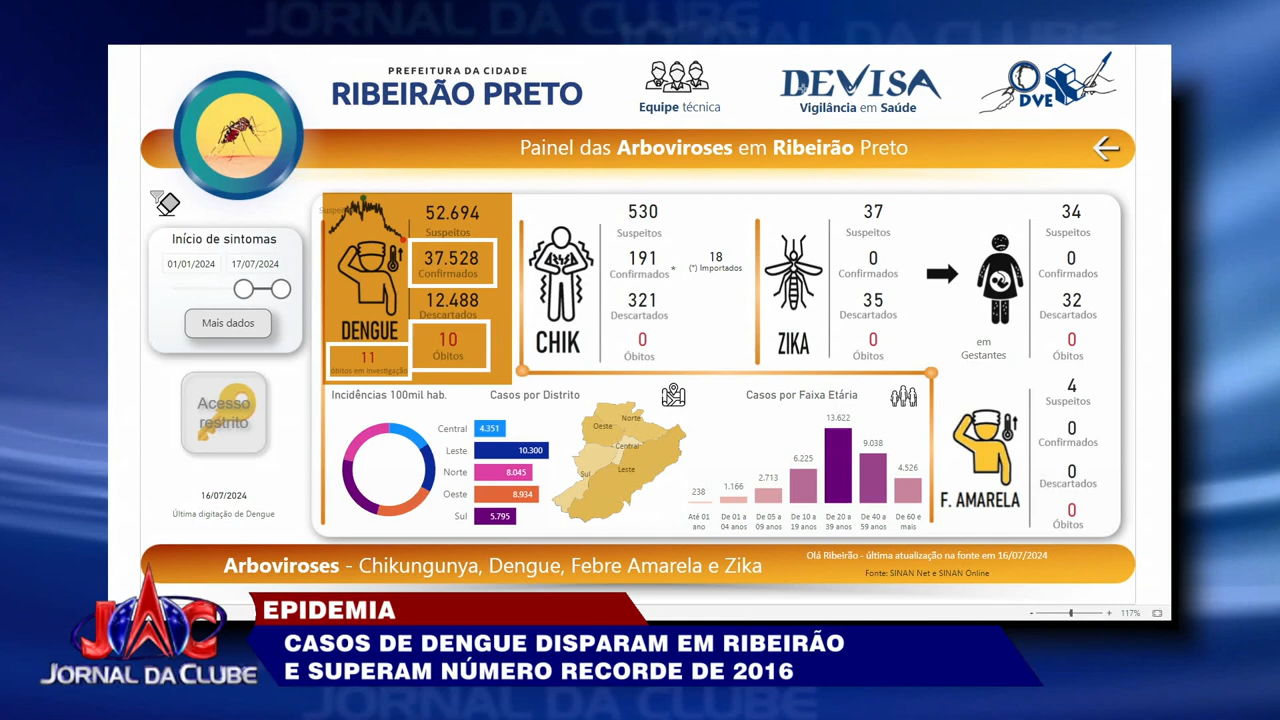 JORNAL DA CLUBE
PREFEITURA DA CIDADE
RIBEIRÃO PRETO
Equipe técnica
DEVISA
Vigilância em Saúde
DVE
Painel das Arboviroses em Ribeirão Preto
Início de sintomas
01/01/2024
17/07/2024
Mais dados
Acesso
restrito
16/07/2024
Última digitação de Dengue
DENGUE
52.694
Suspeitos
37.528
Confirmados
12.488
Descartados
10
Óbitos
11
óbitos em investigação
CHIK
530
Suspeitos
191
Confirmados *
18
(*) Importados
321
Descartados
0
Óbitos
ZIKA
37
Suspeitos
0
Confirmados
35
Descartados
0
Óbitos
em
Gestantes
34
Suspeitos
0
Confirmados
32
Descartados
0
Óbitos
Incidências 100mil hab.
Casos por Distrito
Central 4.351
Leste 10.300
Norte 8.045
Oeste 8.934
Sul 5.795
Norte
Oeste
Central
Sul
Leste
Casos por Faixa Etária
238
1.166
2.713
6.225
13.622
9.038
4.526
Até 01
ano
De 01 a
04 anos
De 05 a
09 anos
De 10 a
19 anos
De 20 a
39 anos
De 40 a
59 anos
De 60 e
mais
F. AMARELA
4
Suspeitos
0
Confirmados
0
Descartados
0
Óbitos
Arboviroses - Chikungunya, Dengue, Febre Amarela e Zika
Olá Ribeirão - última atualização na fonte em 16/07/2024
Fonte: SINAN Net e SINAN Online
- + 117%
JAC
JORNAL DA CLUBE
EPIDEMIA
CASOS DE DENGUE DISPARAM EM RIBEIRÃO
E SUPERAM NÚMERO RECORDE DE 2016
JORNAL DA CLUBE